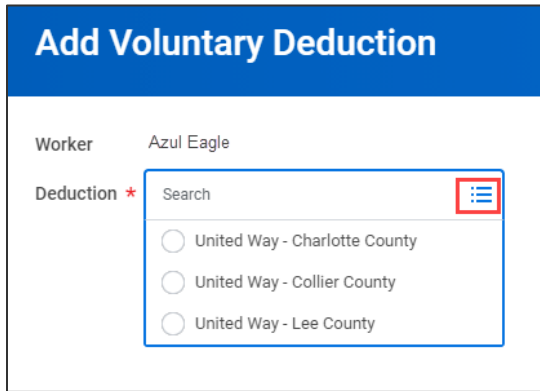 Add Voluntary Deduction
Worker Azul Eagle
Deduction * Search
United Way - Charlotte County
United Way - Collier County
United Way - Lee County